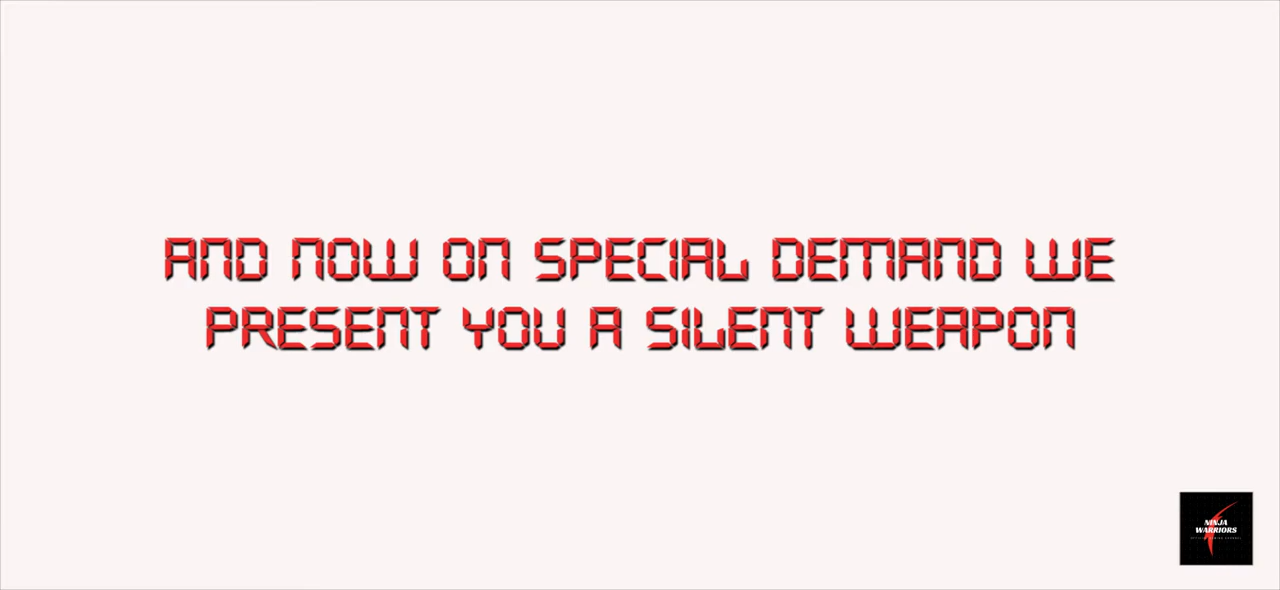 AND NOW ON SPECIAL DEMAND WE
PRESENT YOU A SILENT WEAPON
NINJA
WARRIORS